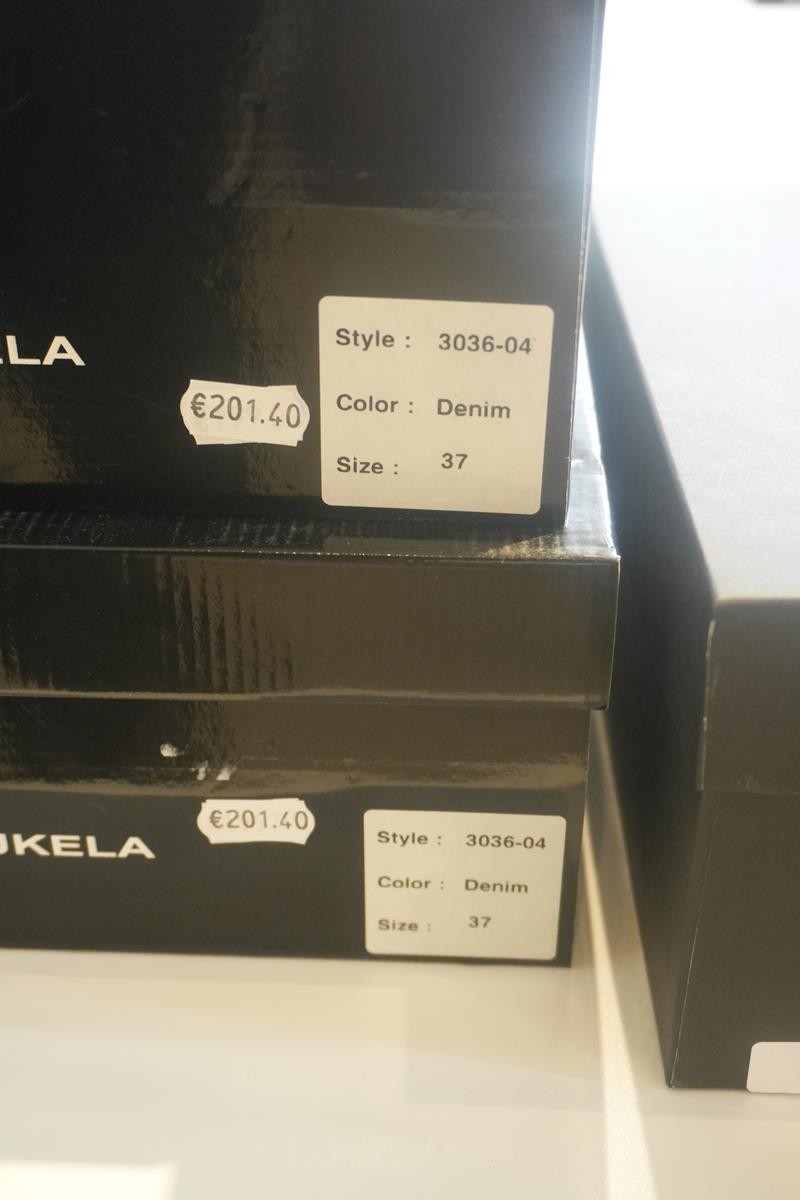 LA
€201.40
Style : 3036-04
Color : Denim
Size : 37
UKELA
€201.40
Style : 3036-04
Color : Denim
Size : 37